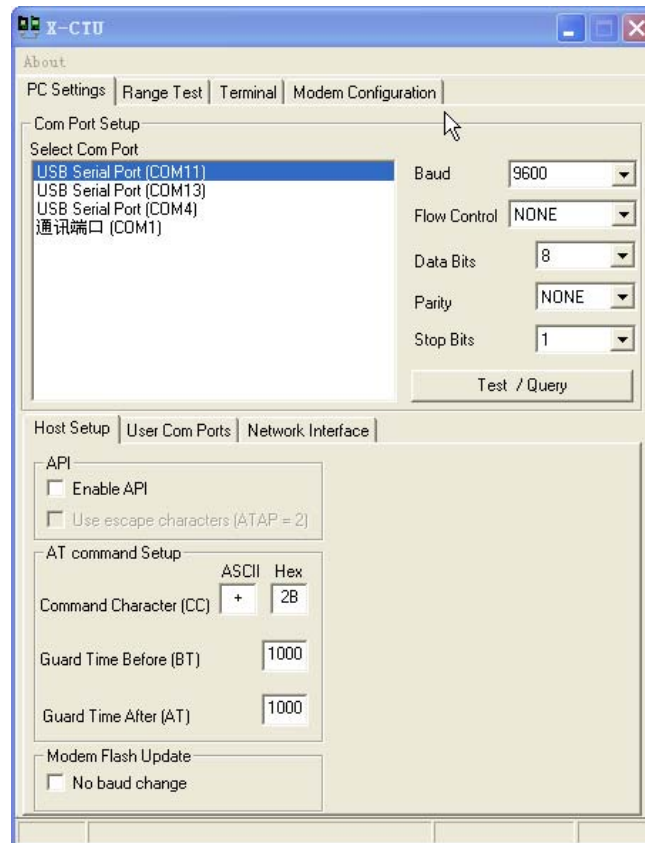 X-CTU
About
PC Settings Range Test Terminal Modem Configuration
Com Port Setup
Select Com Port
USB Serial Port (COM11)
USB Serial Port (COM13)
USB Serial Port (COM4)
通讯端口 (COM1)
Baud 9600
Flow Control NONE
Data Bits 8
Parity NONE
Stop Bits 1
Test / Query
Host Setup User Com Ports Network Interface
API
Enable API
Use escape characters (ATAP = 2)
AT command Setup
ASCII Hex
Command Character (CC) + 2B
Guard Time Before (BT) 1000
Guard Time After (AT) 1000
Modem Flash Update
No baud change